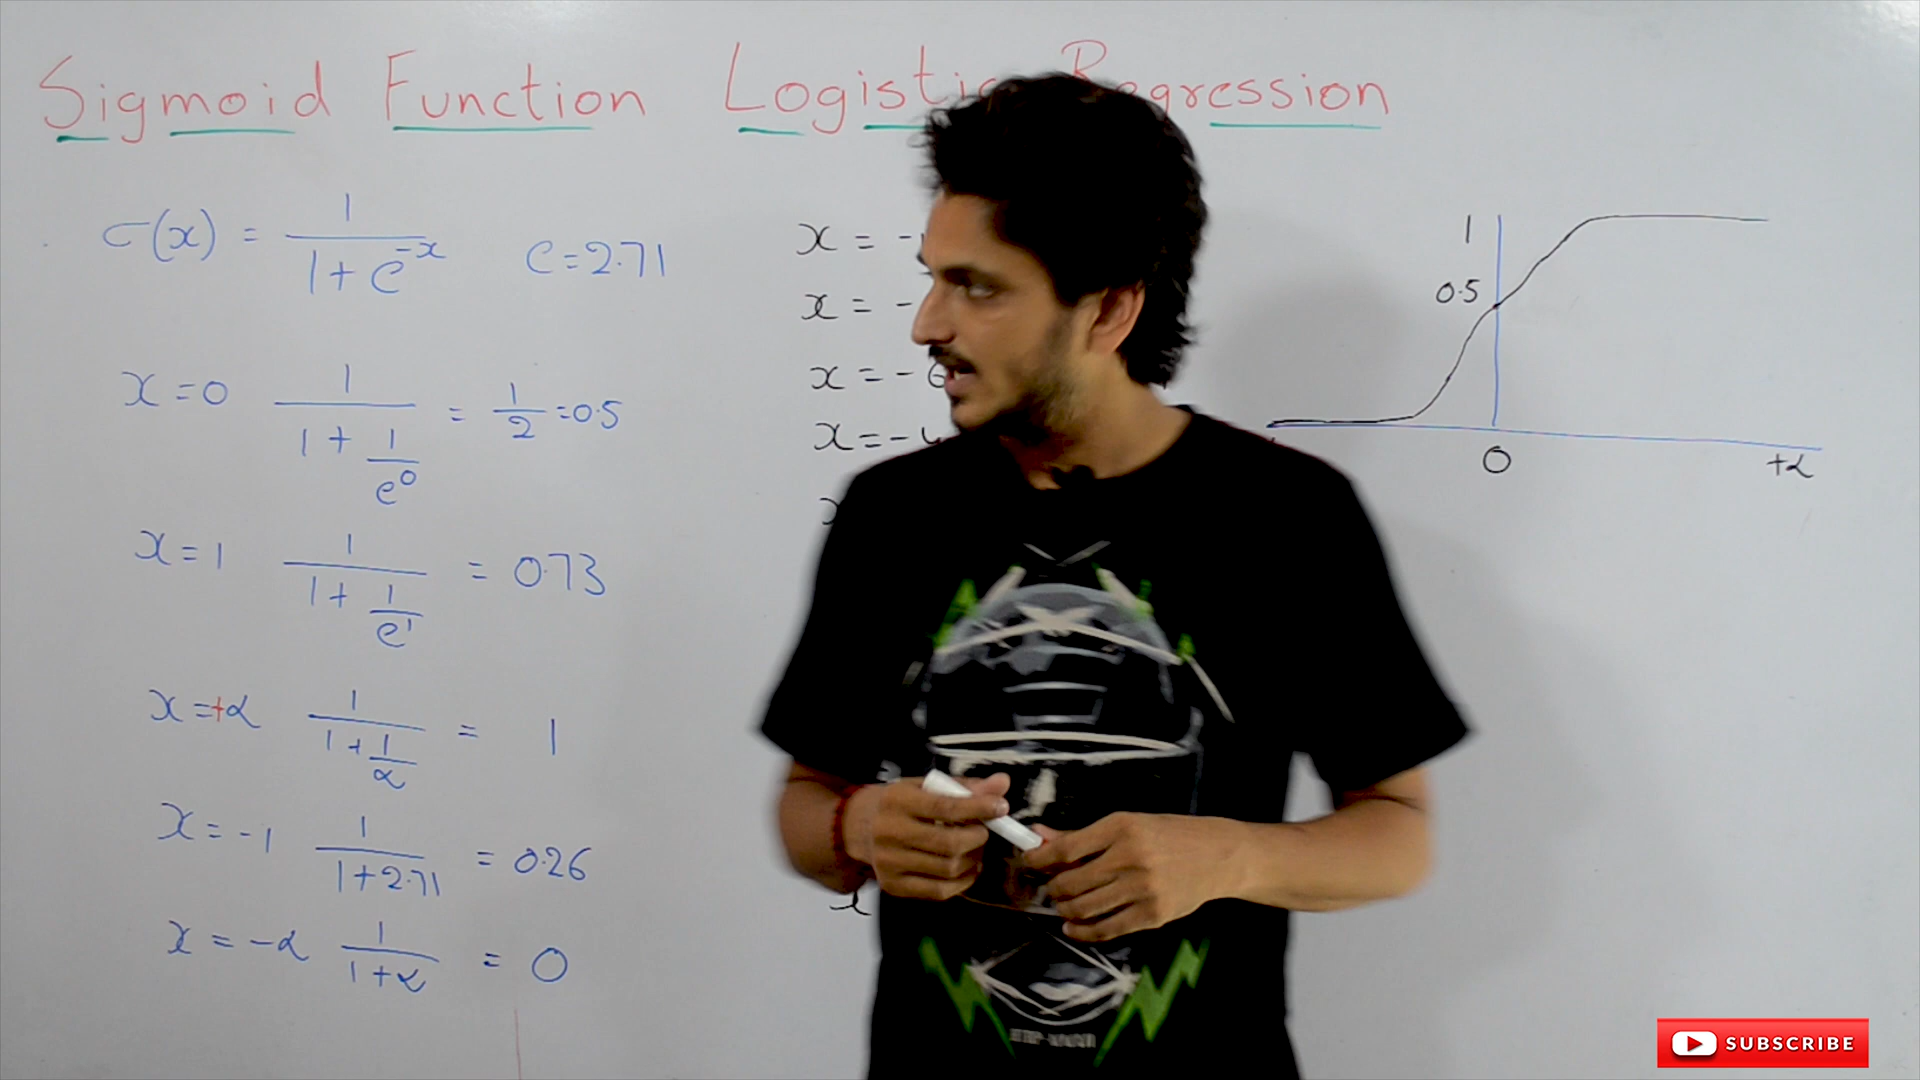 Sigmoid Function Logistic Regression
σ(x) = 1 / (1 + e^-x) e = 2.71
x = 0 1 / (1 + 1/e^0) = 1/2 = 0.5
x = 1 1 / (1 + 1/e^1) = 0.73
x = +α 1 / (1 + 1/α) = 1
x = -1 1 / (1 + 2.71) = 0.26
x = -α 1 / (1 + α) = 0
x = -
x = -
x = - 6
x = -
x
1
0.5
0
+α
SUBSCRIBE